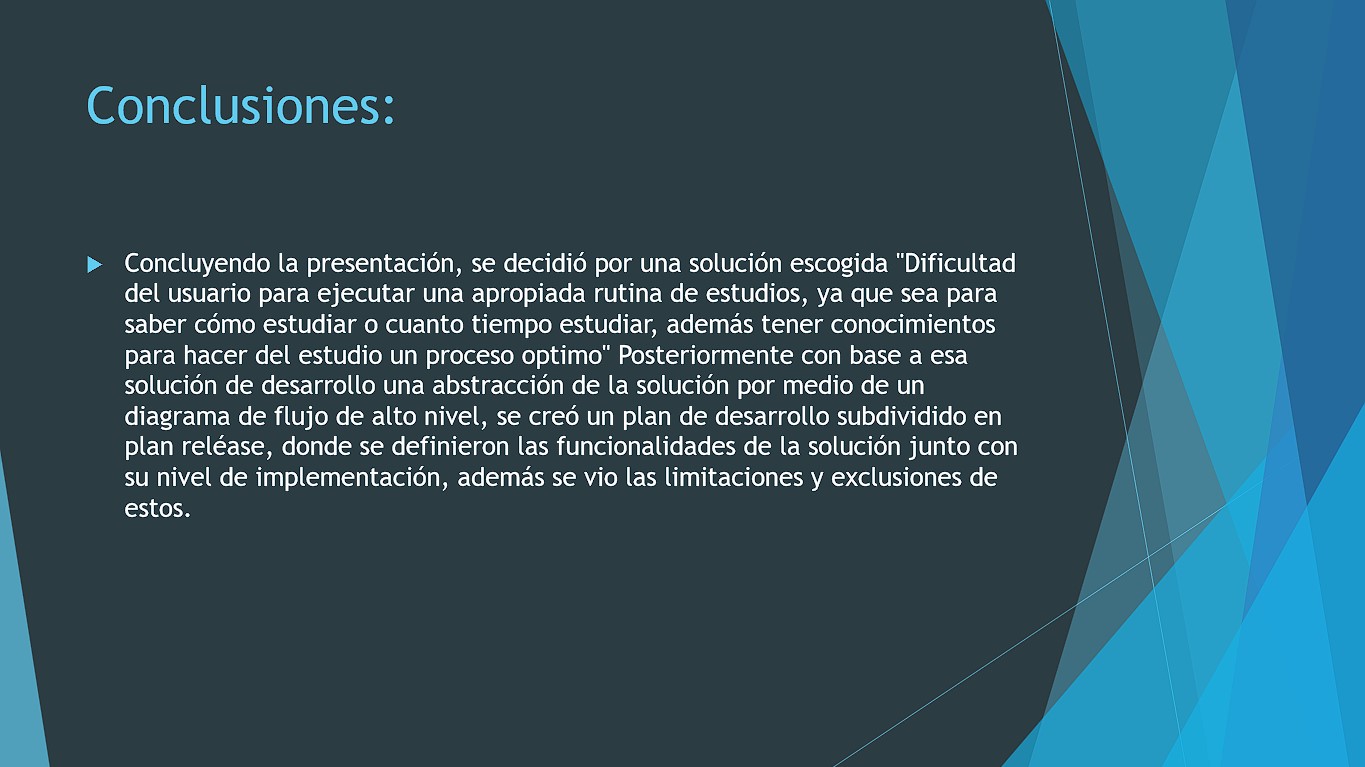 Conclusiones:
Concluyendo la presentación, se decidió por una solución escogida "Dificultad
del usuario para ejecutar una apropiada rutina de estudios, ya que sea para
saber cómo estudiar o cuanto tiempo estudiar, además tener conocimientos
para hacer del estudio un proceso optimo" Posteriormente con base a esa
solución de desarrollo una abstracción de la solución por medio de un
diagrama de flujo de alto nivel, se creó un plan de desarrollo subdividido en
plan reléase, donde se definieron las funcionalidades de la solución junto con
su nivel de implementación, además se vio las limitaciones y exclusiones de
estos.